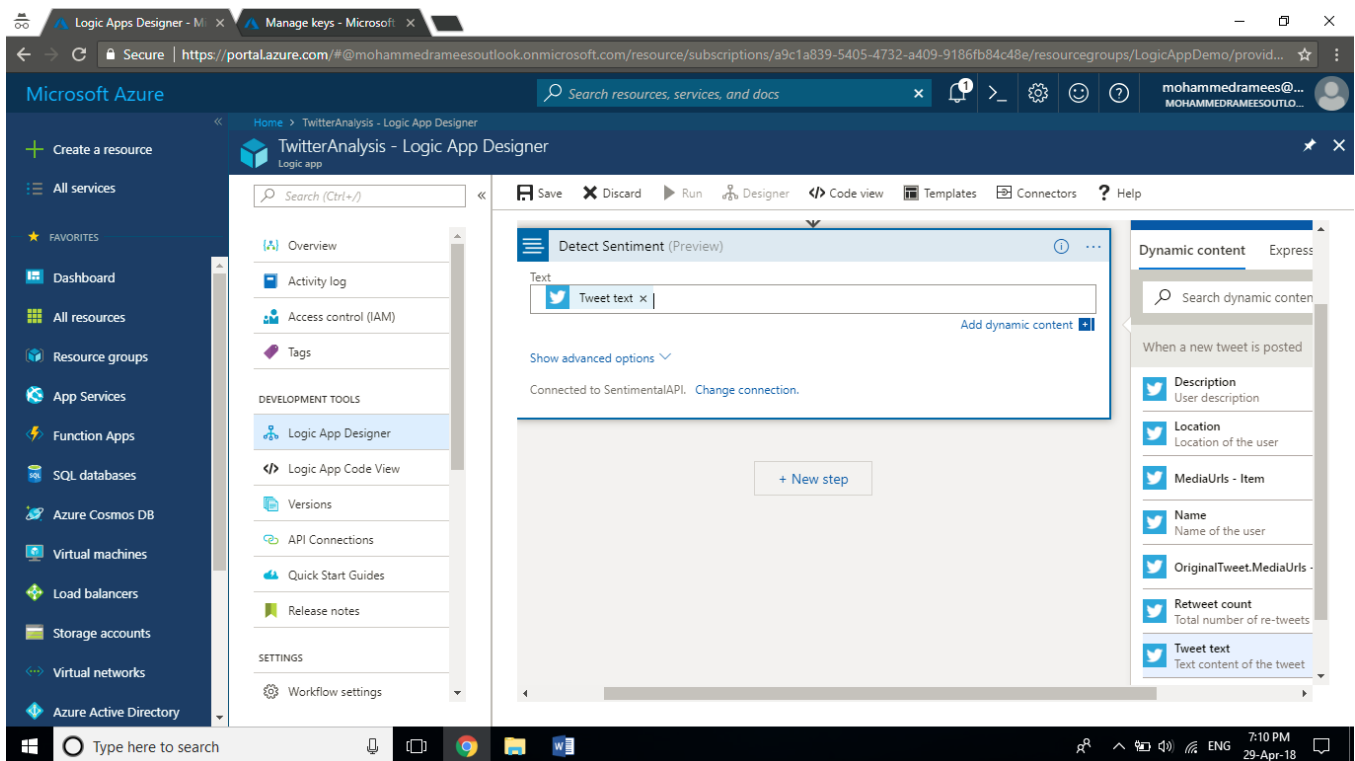 Logic Apps Designer - Mi
Manage keys - Microsoft
Secure | https://portal.azure.com/#@mohammedrameesoutlook.onmicrosoft.com/resource/subscriptions/a9c1a839-5405-4732-a409-9186fb84c48e/resourcegroups/LogicAppDemo/provid...
Microsoft Azure
Search resources, services, and docs
1
mohammedramees@...
MOHAMMEDRAMEESOUTLO...
Home > TwitterAnalysis - Logic App Designer
TwitterAnalysis - Logic App Designer
Logic app
Create a resource
All services
FAVORITES
Dashboard
All resources
Resource groups
App Services
Function Apps
SQL databases
Azure Cosmos DB
Virtual machines
Load balancers
Storage accounts
Virtual networks
Azure Active Directory
Search (Ctrl+/)
Overview
Activity log
Access control (IAM)
Tags
DEVELOPMENT TOOLS
Logic App Designer
Logic App Code View
Versions
API Connections
Quick Start Guides
Release notes
SETTINGS
Workflow settings
Save Discard Run Designer Code view Templates Connectors Help
Detect Sentiment (Preview)
Text
Tweet text ×
Add dynamic content
Show advanced options
Connected to SentimentalAPI. Change connection.
+ New step
Dynamic content Express
Search dynamic conten
When a new tweet is posted
Description
User description
Location
Location of the user
MediaUrls - Item
Name
Name of the user
OriginalTweet.MediaUrls -
Retweet count
Total number of re-tweets
Tweet text
Text content of the tweet
Type here to search
ENG
7:10 PM
29-Apr-18